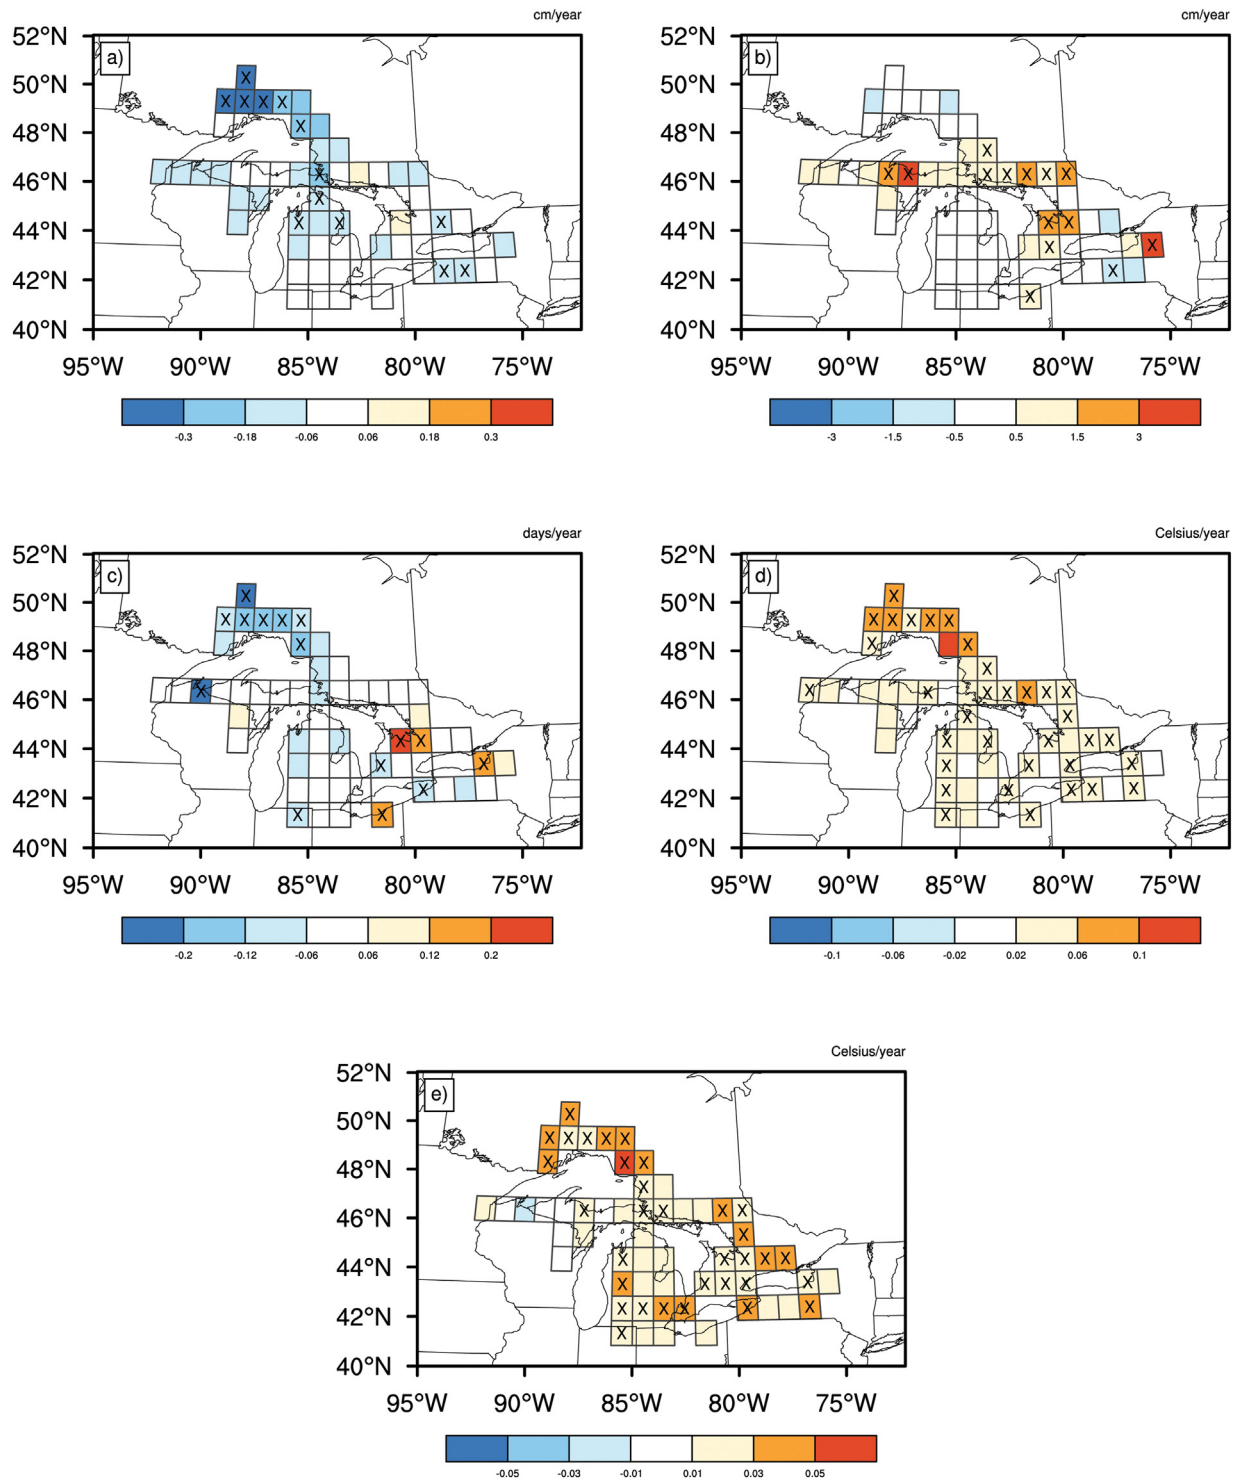 cm/year
a)
52°N
50°N
48°N
46°N
44°N
42°N
40°N
95°W 90°W 85°W 80°W 75°W
-0.3 -0.18 -0.06 0.06 0.18 0.3
cm/year
b)
52°N
50°N
48°N
46°N
44°N
42°N
40°N
95°W 90°W 85°W 80°W 75°W
-3 -1.5 -0.5 0.5 1.5 3
days/year
c)
52°N
50°N
48°N
46°N
44°N
42°N
40°N
95°W 90°W 85°W 80°W 75°W
-0.2 -0.12 -0.06 0.06 0.12 0.2
Celsius/year
d)
52°N
50°N
48°N
46°N
44°N
42°N
40°N
95°W 90°W 85°W 80°W 75°W
-0.1 -0.06 -0.02 0.02 0.06 0.1
Celsius/year
e)
52°N
50°N
48°N
46°N
44°N
42°N
40°N
95°W 90°W 85°W 80°W 75°W
-0.05 -0.03 -0.01 0.01 0.03 0.05